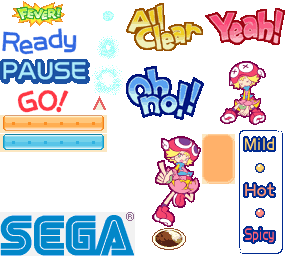 FEVER!
Ready
PAUSE
GO!
All
Clear
Yeah!
Oh
no!!
Mild
Hot
Spicy
SEGA®